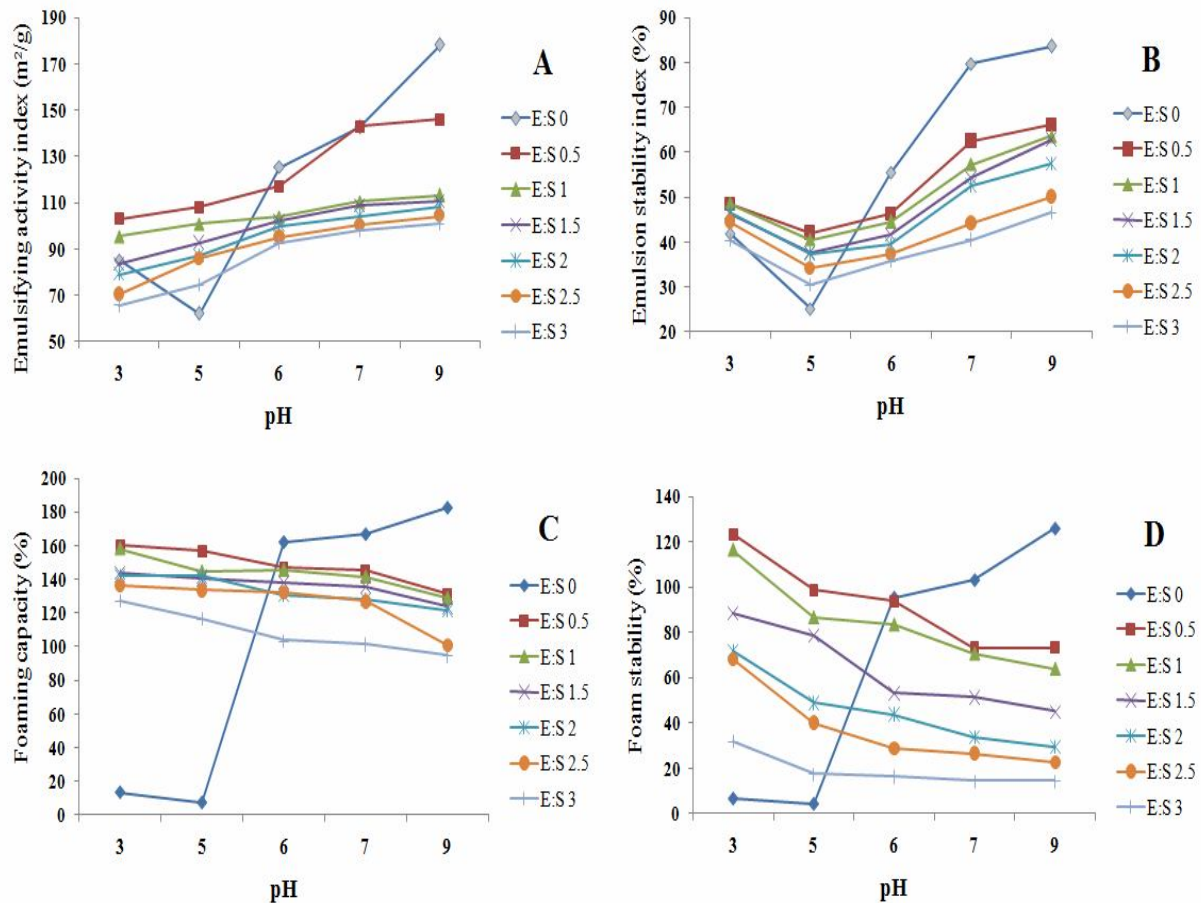 Emulsifying activity index (m²/g)
190
170
150
130
110
90
70
50
3 5 6 7 9
pH
A
E:S 0
E:S 0.5
E:S 1
E:S 1.5
E:S 2
E:S 2.5
E:S 3
Emulsion stability index (%)
90
80
70
60
50
40
30
20
3 5 6 7 9
pH
B
E:S 0
E:S 0.5
E:S 1
E:S 1.5
E:S 2
E:S 2.5
E:S 3
Foaming capacity (%)
200
180
160
140
120
100
80
60
40
20
0
3 5 6 7 9
pH
C
E:S 0
E:S 0.5
E:S 1
E:S 1.5
E:S 2
E:S 2.5
E:S 3
Foam stability (%)
140
120
100
80
60
40
20
0
3 5 6 7 9
pH
D
E:S 0
E:S 0.5
E:S 1
E:S 1.5
E:S 2
E:S 2.5
E:S 3